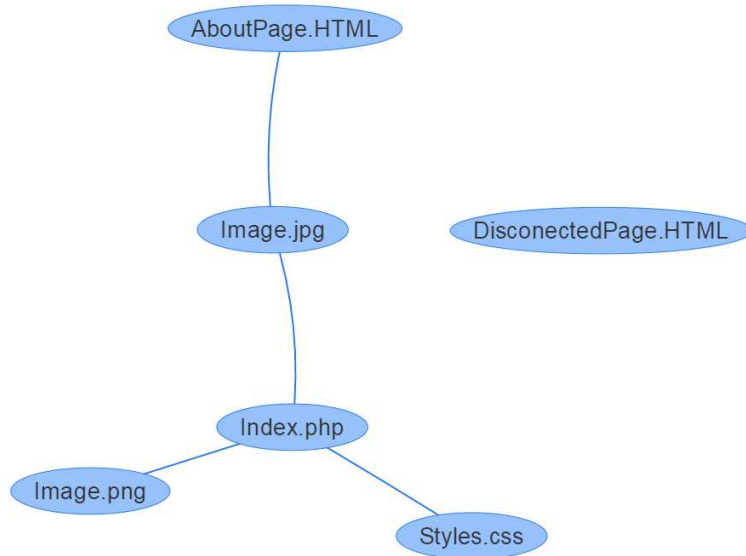 AboutPage.HTML
Image.jpg
DisconectedPage.HTML
Index.php
Image.png
Styles.css